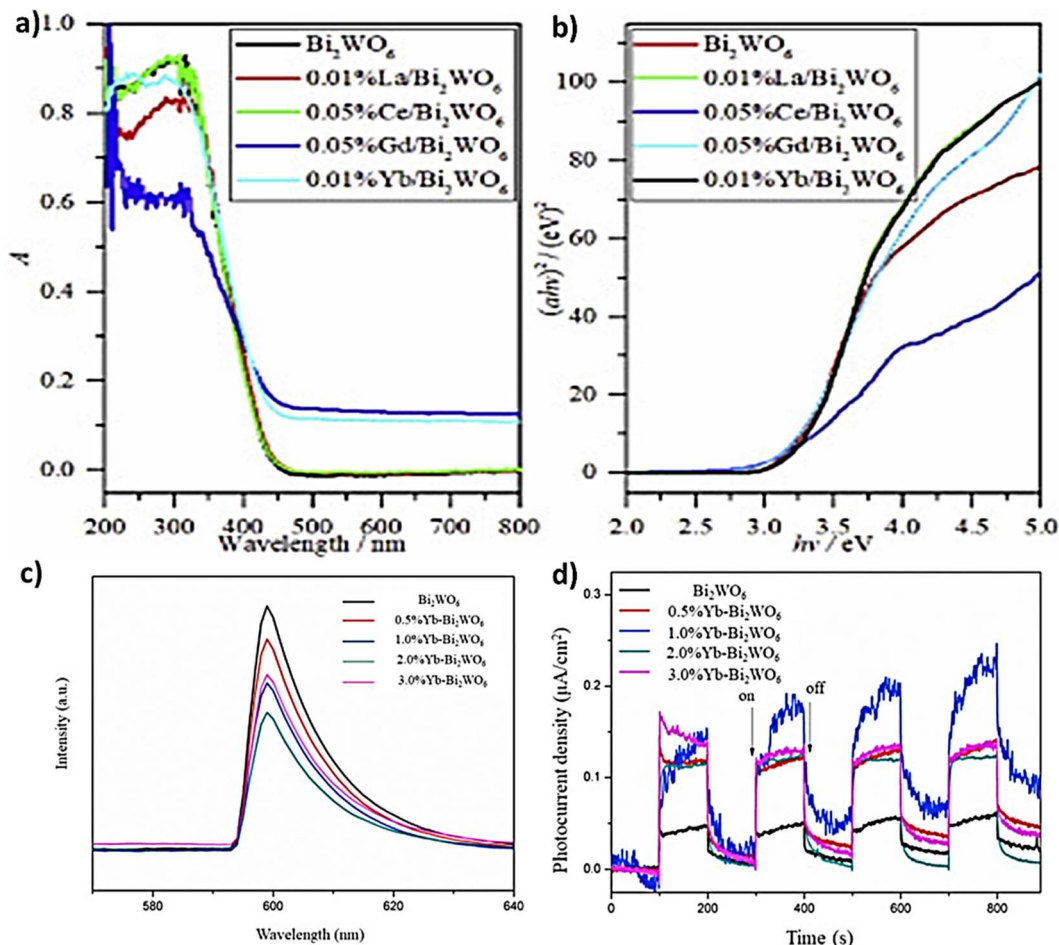 a)
1.0
0.8
0.6
0.4
0.2
0.0
A
Bi₂WO₆
0.01%La/Bi₂WO₆
0.05%Ce/Bi₂WO₆
0.05%Gd/Bi₂WO₆
0.01%Yb/Bi₂WO₆
200 300 400 500 600 700 800
Wavelength / nm
b)
100
80
60
40
20
0
(ahv)²/(eV)²
Bi₂WO₆
0.01%La/Bi₂WO₆
0.05%Ce/Bi₂WO₆
0.05%Gd/Bi₂WO₆
0.01%Yb/Bi₂WO₆
2.0 2.5 3.0 3.5 4.0 4.5 5.0
hv / eV
c)
Intensity (a.u.)
Bi₂WO₆
0.5%Yb-Bi₂WO₆
1.0%Yb-Bi₂WO₆
2.0%Yb-Bi₂WO₆
3.0%Yb-Bi₂WO₆
580 600 620 640
Wavelength (nm)
d)
0.3
0.2
0.1
0.0
Photocurrent density (μA/cm²)
Bi₂WO₆
0.5%Yb-Bi₂WO₆
1.0%Yb-Bi₂WO₆
2.0%Yb-Bi₂WO₆
3.0%Yb-Bi₂WO₆
on
off
0 200 400 600 800
Time (s)